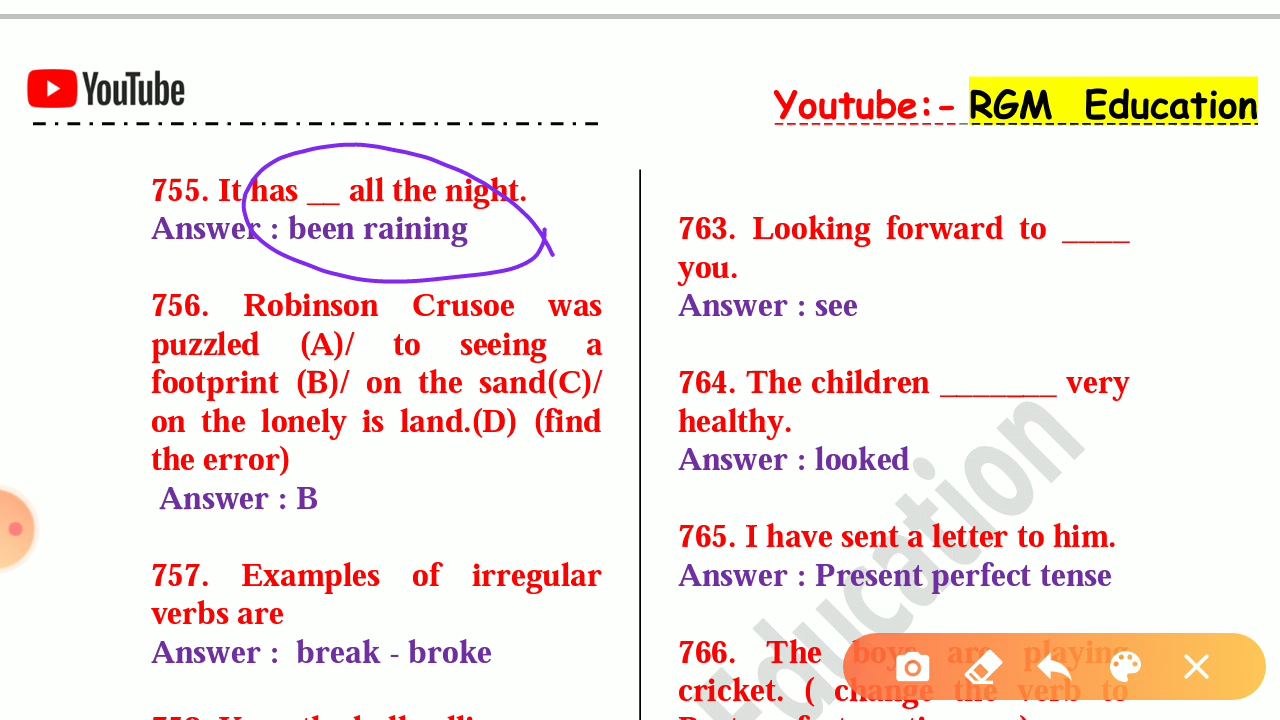 YouTube
Youtube:- RGM Education
755. It has __ all the night.
Answer : been raining
756. Robinson Crusoe was
puzzled (A)/ to seeing a
footprint (B)/ on the sand(C)/
on the lonely is land.(D) (find
the error)
Answer : B
757. Examples of irregular
verbs are
Answer : break - broke
763. Looking forward to ____
you.
Answer : see
764. The children _______ very
healthy.
Answer : looked
765. I have sent a letter to him.
Answer : Present perfect tense
766. The boys are playing
cricket. ( change the verb to
Education